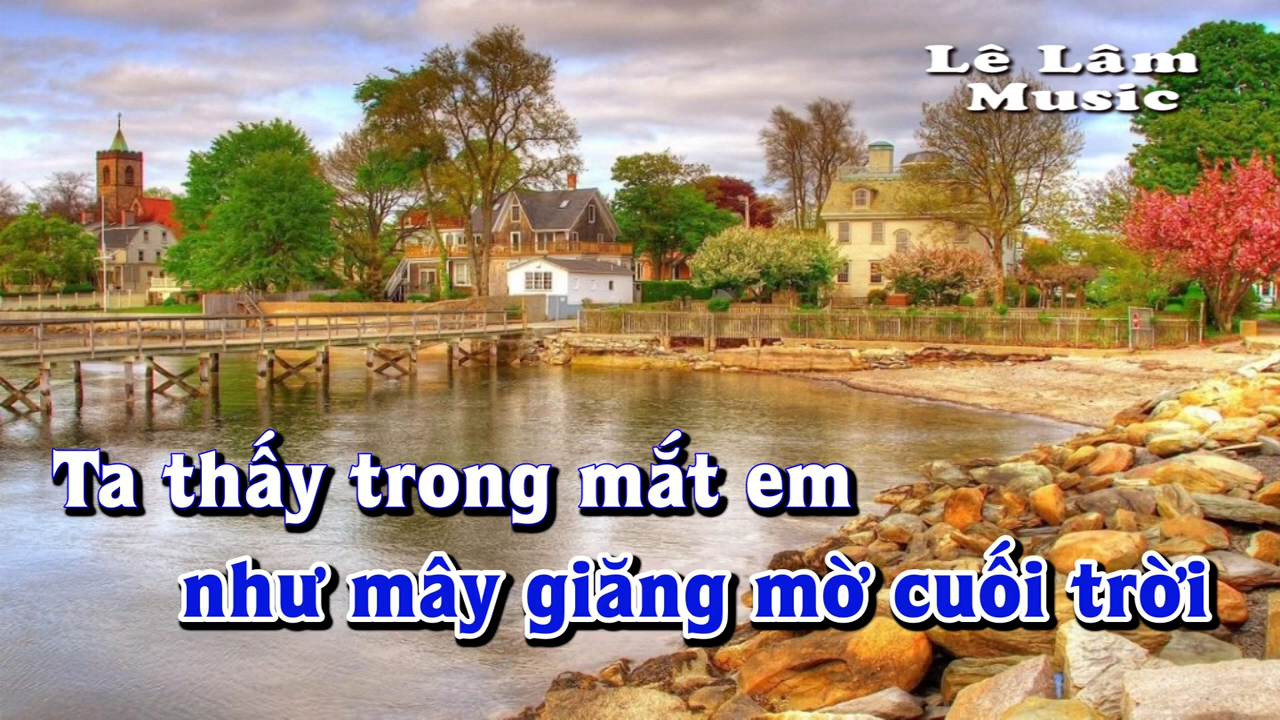 Lê Lâm
Music
Ta thấy trong mắt em
như mây giăng mờ cuối trời